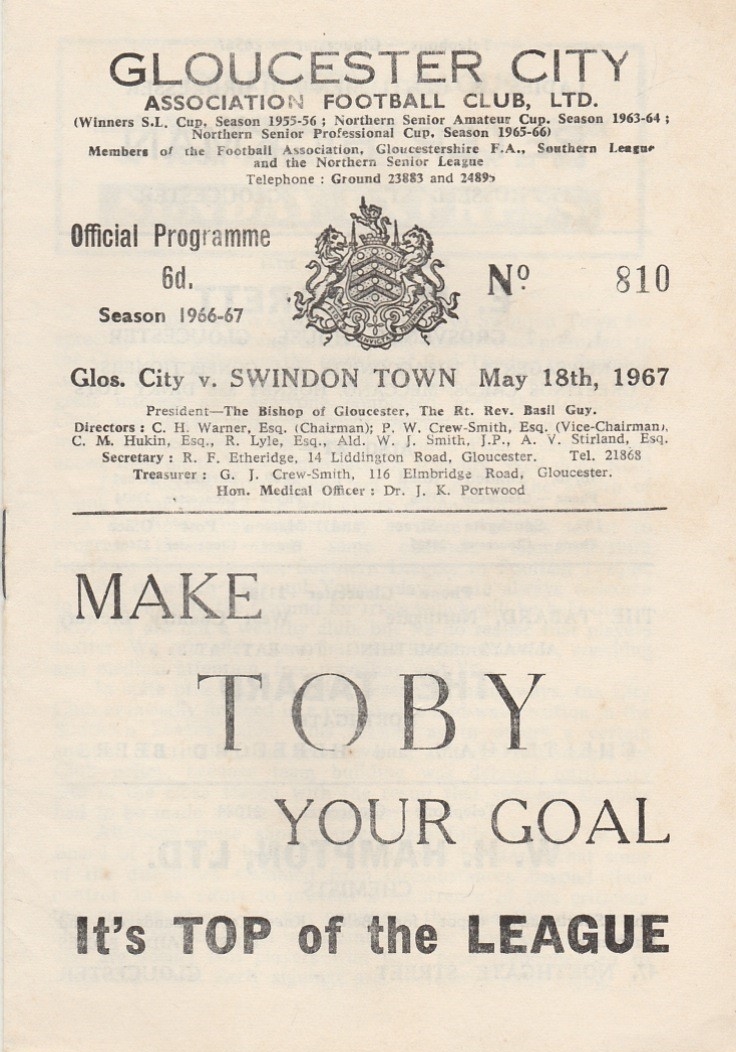 GLOUCESTER CITY
ASSOCIATION FOOTBALL CLUB, LTD.
(Winners S.L. Cup. Season 1955-56 ; Northern Senior Amateur Cup. Season 1963-64 ;
Northern Senior Professional Cup. Season 1965-66)
Members of the Football Association, Gloucestershire F.A., Southern League
and the Northern Senior League
Telephone : Ground 23883 and 24895
Official Programme
6d.
Season 1966-67
Nº 810
INVICTA
Glos. City v. SWINDON TOWN May 18th, 1967
President—The Bishop of Gloucester, The Rt. Rev. Basil Guy.
Directors : C. H. Warner, Esq. (Chairman); P. W. Crew-Smith, Esq. (Vice-Chairman),
C. M. Hukin, Esq., R. Lyle, Esq., Ald. W. J. Smith, J.P., A. V. Stirland, Esq.
Secretary : R. F. Etheridge, 14 Liddington Road, Gloucester. Tel. 21868
Treasurer : G. J. Crew-Smith, 116 Elmbridge Road, Gloucester.
Hon. Medical Officer : Dr. J. K. Portwood
MAKE
TOBY
YOUR GOAL
It's TOP of the LEAGUE